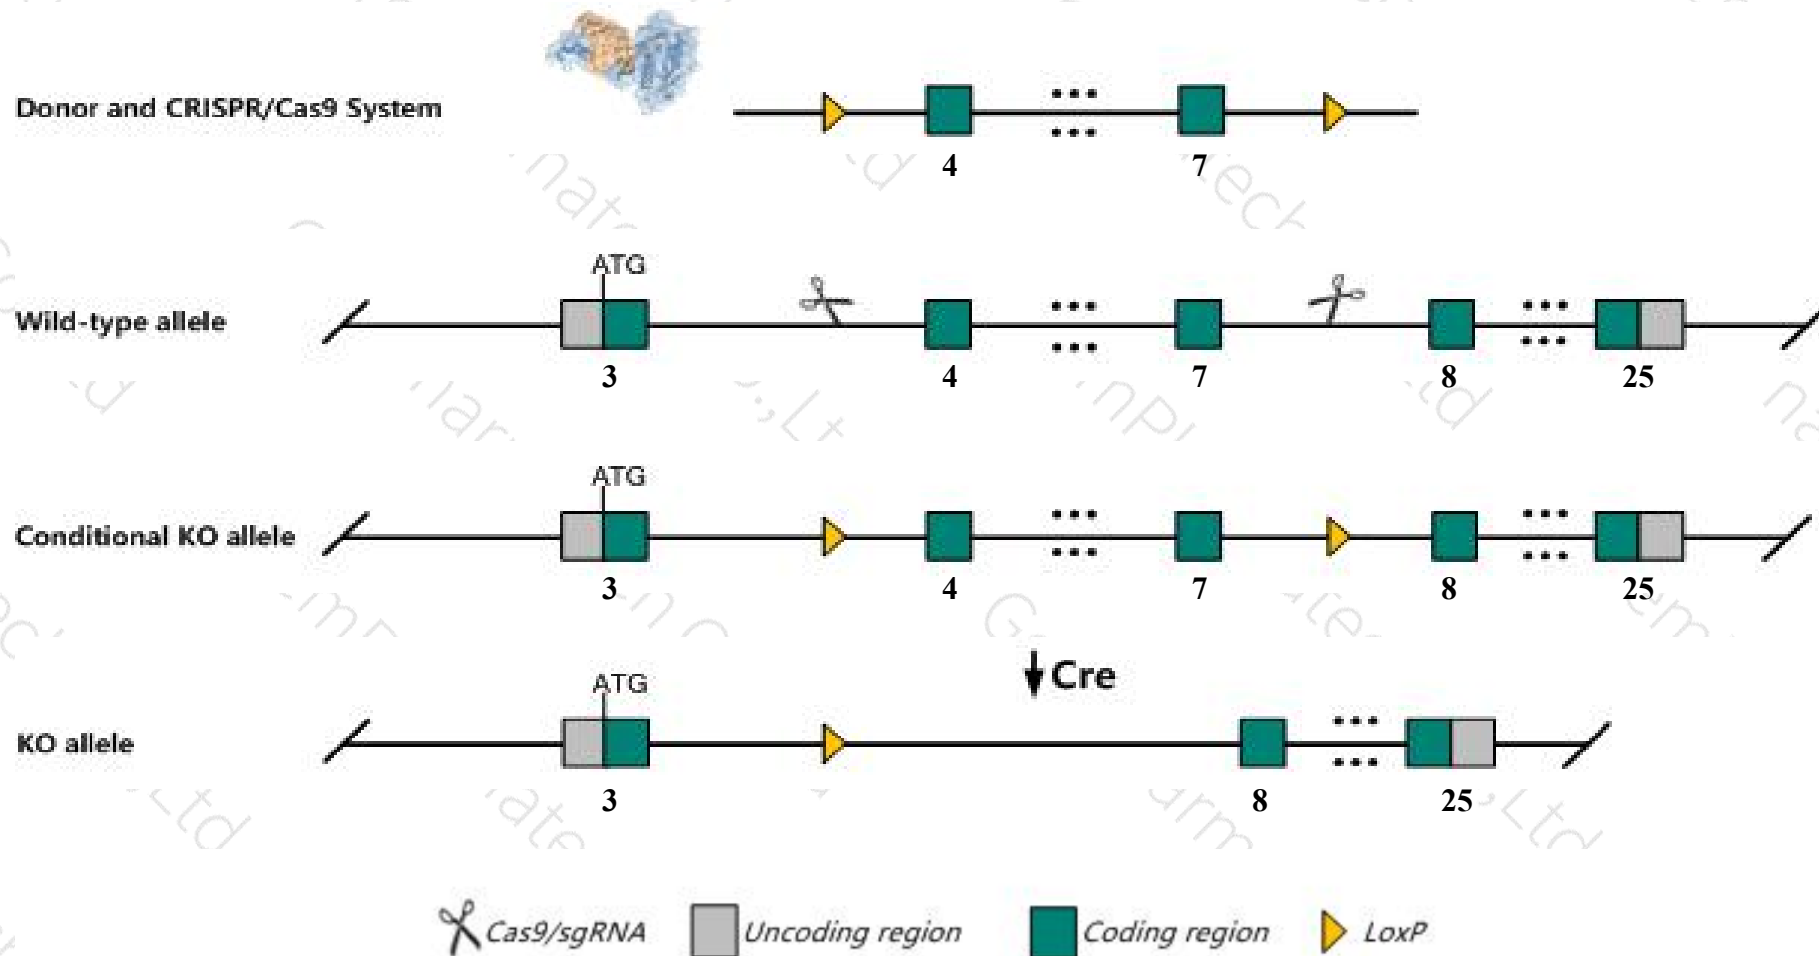 Donor and CRISPR/Cas9 System
4 7
ATG
Wild-type allele
3 4 7 8 25
ATG
Conditional KO allele
3 4 7 8 25
Cre
ATG
KO allele
3 8 25
Cas9/sgRNA Uncoding region Coding region LoxP